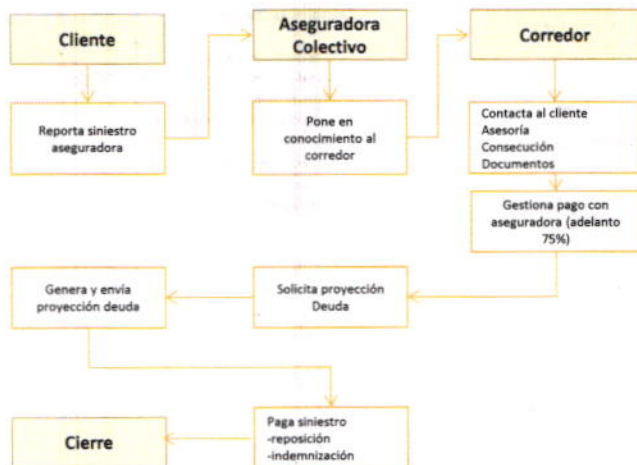 Cliente
Aseguradora
Colectivo
Corredor
Reporta siniestro
aseguradora
Pone en
conocimiento al
corredor
Contacta al cliente
Asesoría
Consecución
Documentos
Gestiona pago con
aseguradora (adelanto
75%)
Solicita proyección
Deuda
Genera y envía
proyección deuda
Paga siniestro
-reposición
-indemnización
Cierre